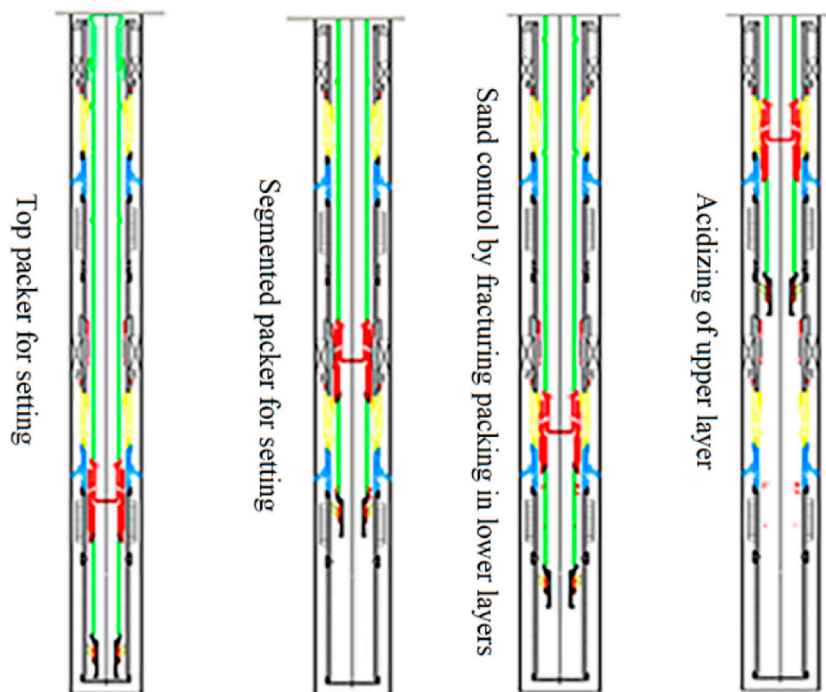 Top packer for setting
Segmented packer for setting
Sand control by fracturing packing in lower layers
Acidizing of upper layer